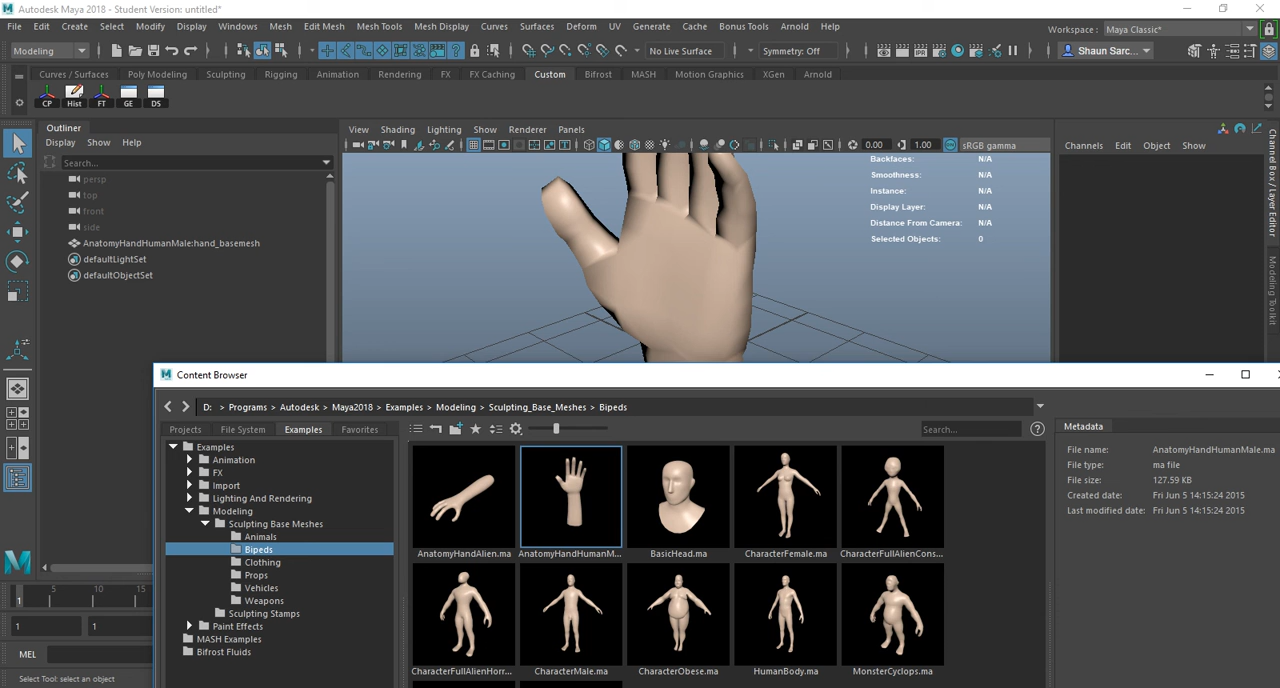 Autodesk Maya 2018 - Student Version: untitled*
File Edit Create Select Modify Display Windows Mesh Edit Mesh Mesh Tools Mesh Display Curves Surfaces Deform UV Generate Cache Bonus Tools Arnold Help
Workspace: Maya Classic*
Modeling No Live Surface Symmetry: Off Shaun Sarc...
Curves / Surfaces Poly Modeling Sculpting Rigging Animation Rendering FX FX Caching Custom Bifrost MASH Motion Graphics XGen Arnold
CP Hist FT GE DS
Outliner
Display Show Help
Search...
persp
top
front
side
AnatomyHandHumanMale:hand_basemesh
defaultLightSet
defaultObjectSet
View Shading Lighting Show Renderer Panels
0.00 1.00 sRGB gamma
Backfaces: N/A
Smoothness: N/A
Instance: N/A
Display Layer: N/A
Distance From Camera: N/A
Selected Objects: 0
Channels Edit Object Show
Channel Box / Layer Editor
Modeling Toolkit
Content Browser
D: > Programs > Autodesk > Maya2018 > Examples > Modeling > Sculpting_Base_Meshes > Bipeds
Projects File System Examples Favorites
Search...
?
Examples
Animation
FX
Import
Lighting And Rendering
Modeling
Sculpting Base Meshes
Animals
Bipeds
Clothing
Props
Vehicles
Weapons
Sculpting Stamps
Paint Effects
MASH Examples
Bifrost Fluids
AnatomyHandAlien.ma AnatomyHandHumanM... BasicHead.ma CharacterFemale.ma CharacterFullAlienCons...
CharacterFullAlienHorr... CharacterMale.ma CharacterObese.ma HumanBody.ma MonsterCyclops.ma
Metadata
File name: AnatomyHandHumanMale.ma
File type: ma file
File size: 127.59 KB
Created date: Fri Jun 5 14:15:24 2015
Last modified date: Fri Jun 5 14:15:24 2015
1 5 10 15
1 1
MEL
Select Tool: select an object